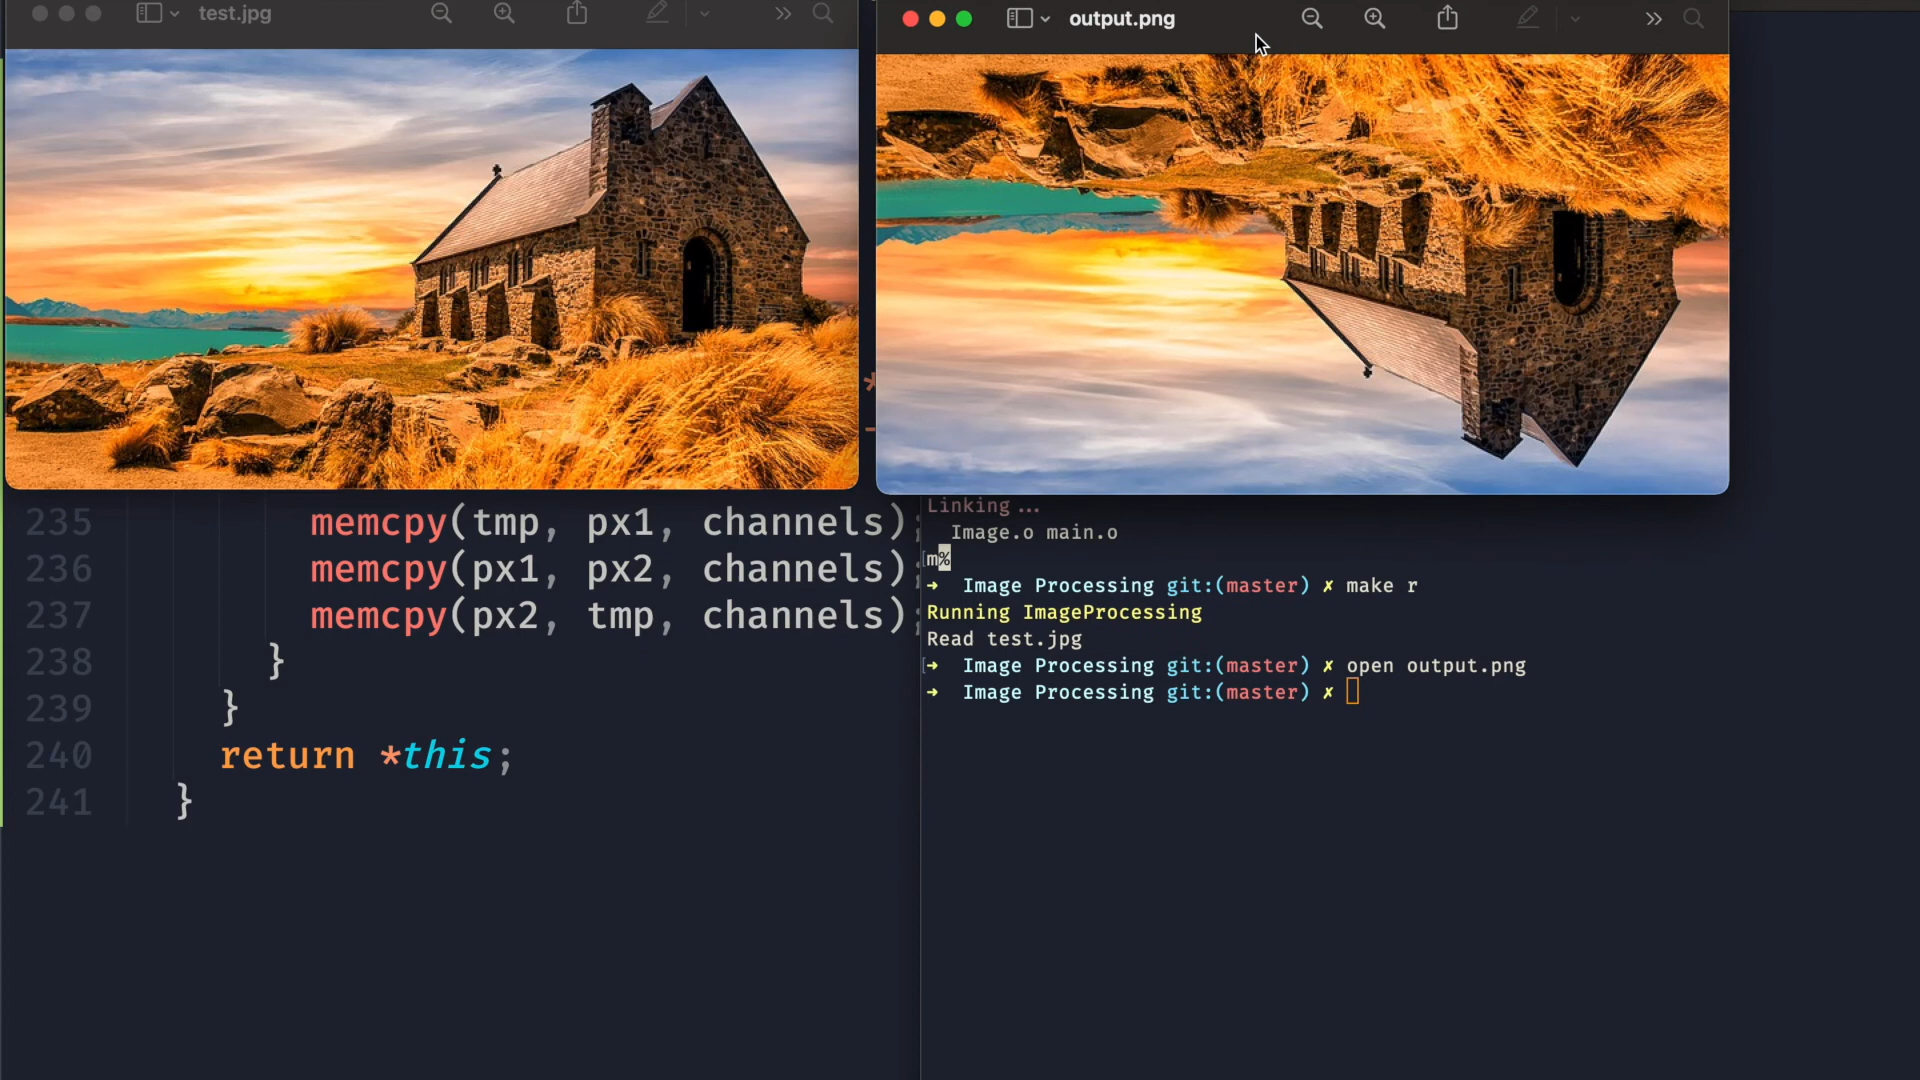 test.jpg
output.png
235 memcpy(tmp, px1, channels);
236 memcpy(px1, px2, channels);
237 memcpy(px2, tmp, channels);
238 }
239 }
240 return *this;
241 }
Linking...
Image.o main.o
m%
➜ Image Processing git:(master) ✗ make r
Running ImageProcessing
Read test.jpg
➜ Image Processing git:(master) ✗ open output.png
➜ Image Processing git:(master) ✗